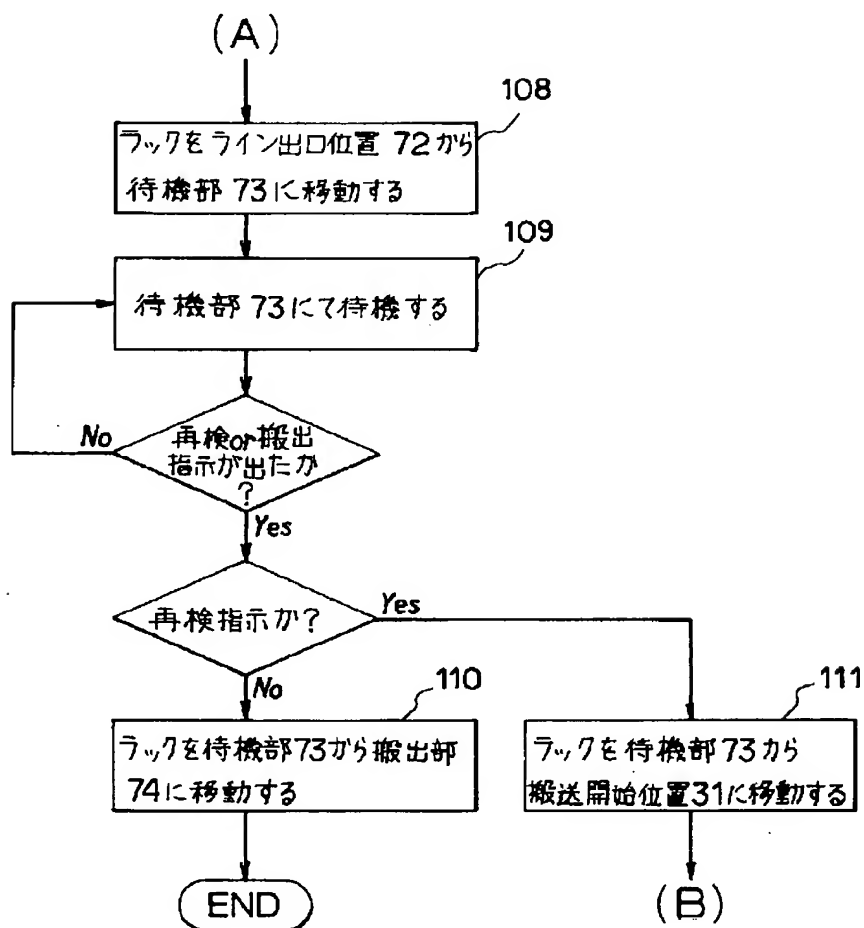 (A)
108
ラックをライン出口位置 72から
待機部 73に移動する
109
待機部 73にて待機する
再検or搬出
指示が出たか
?
No
Yes
再検指示か?
Yes
No
110
ラックを待機部73から搬出部
74に移動する
111
ラックを待機部73から
搬送開始位置31に移動する
END
(B)